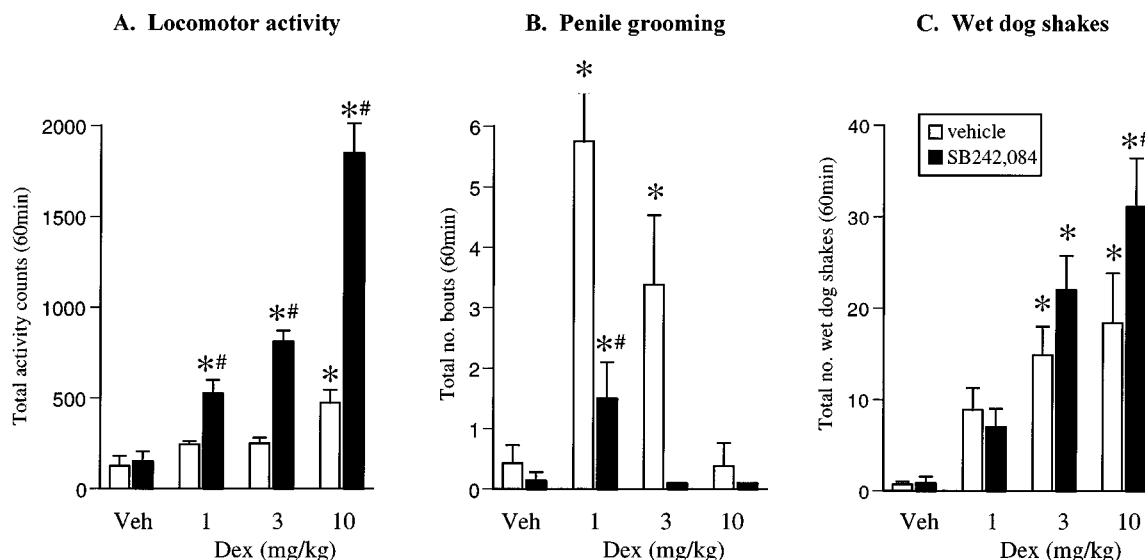 A. Locomotor activity
Total activity counts (60min)
2000
1500
1000
500
0
*#
*#
*#
*
Veh 1 3 10
Dex (mg/kg)
B. Penile grooming
Total no. bouts (60min)
6
5
4
3
2
1
0
*
*
*#
Veh 1 3 10
Dex (mg/kg)
C. Wet dog shakes
Total no. wet dog shakes (60min)
40
30
20
10
0
vehicle
SB242,084
*#
*
*
*
Veh 1 3 10
Dex (mg/kg)